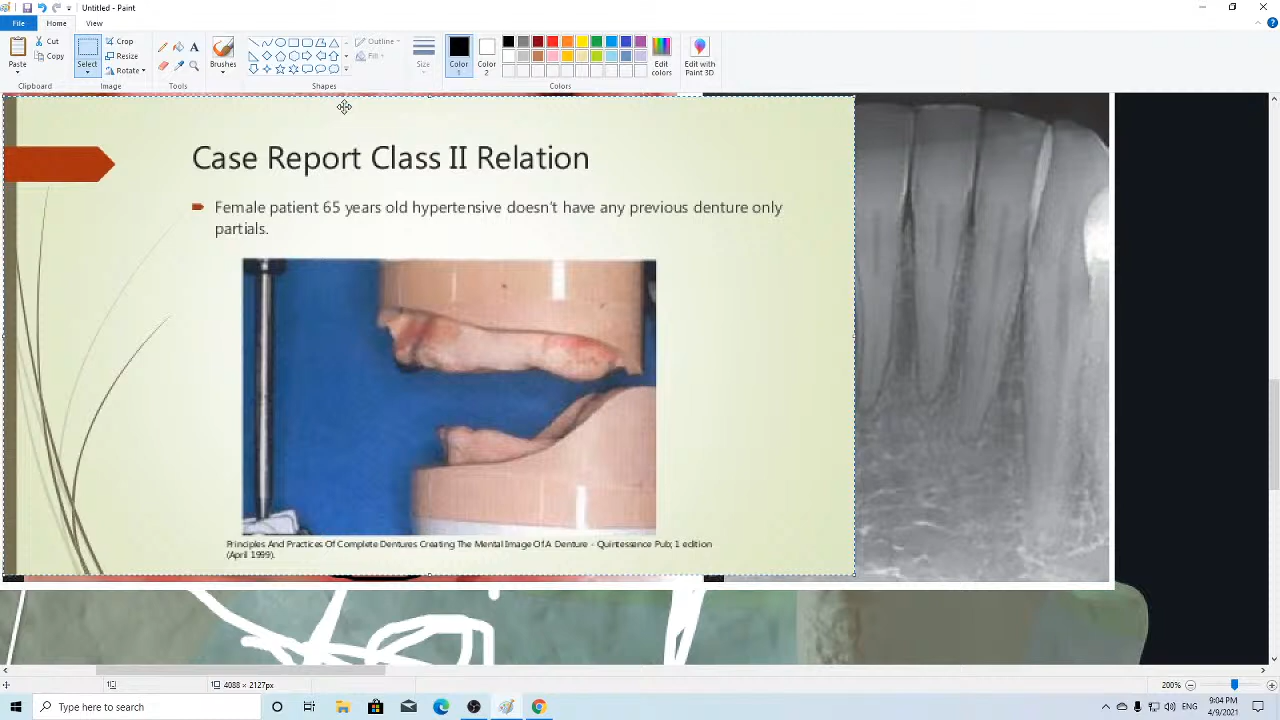 Untitled - Paint
File
Home
View
Paste
Cut
Copy
Clipboard
Select
Crop
Resize
Rotate
Image
A
Tools
Brushes
Outline
Fill
Shapes
Size
Color
1
Color
2
Edit
colors
Edit with
Paint 3D
Colors
Case Report Class II Relation
Female patient 65 years old hypertensive doesn't have any previous denture only
partials.
Principles And Practices Of Complete Dentures Creating The Mental Image Of A Denture - Quintessence Pub; 1 edition
(April 1999).
4088 × 2127px
200%
Type here to search
ENG
9:04 PM
4/9/2021